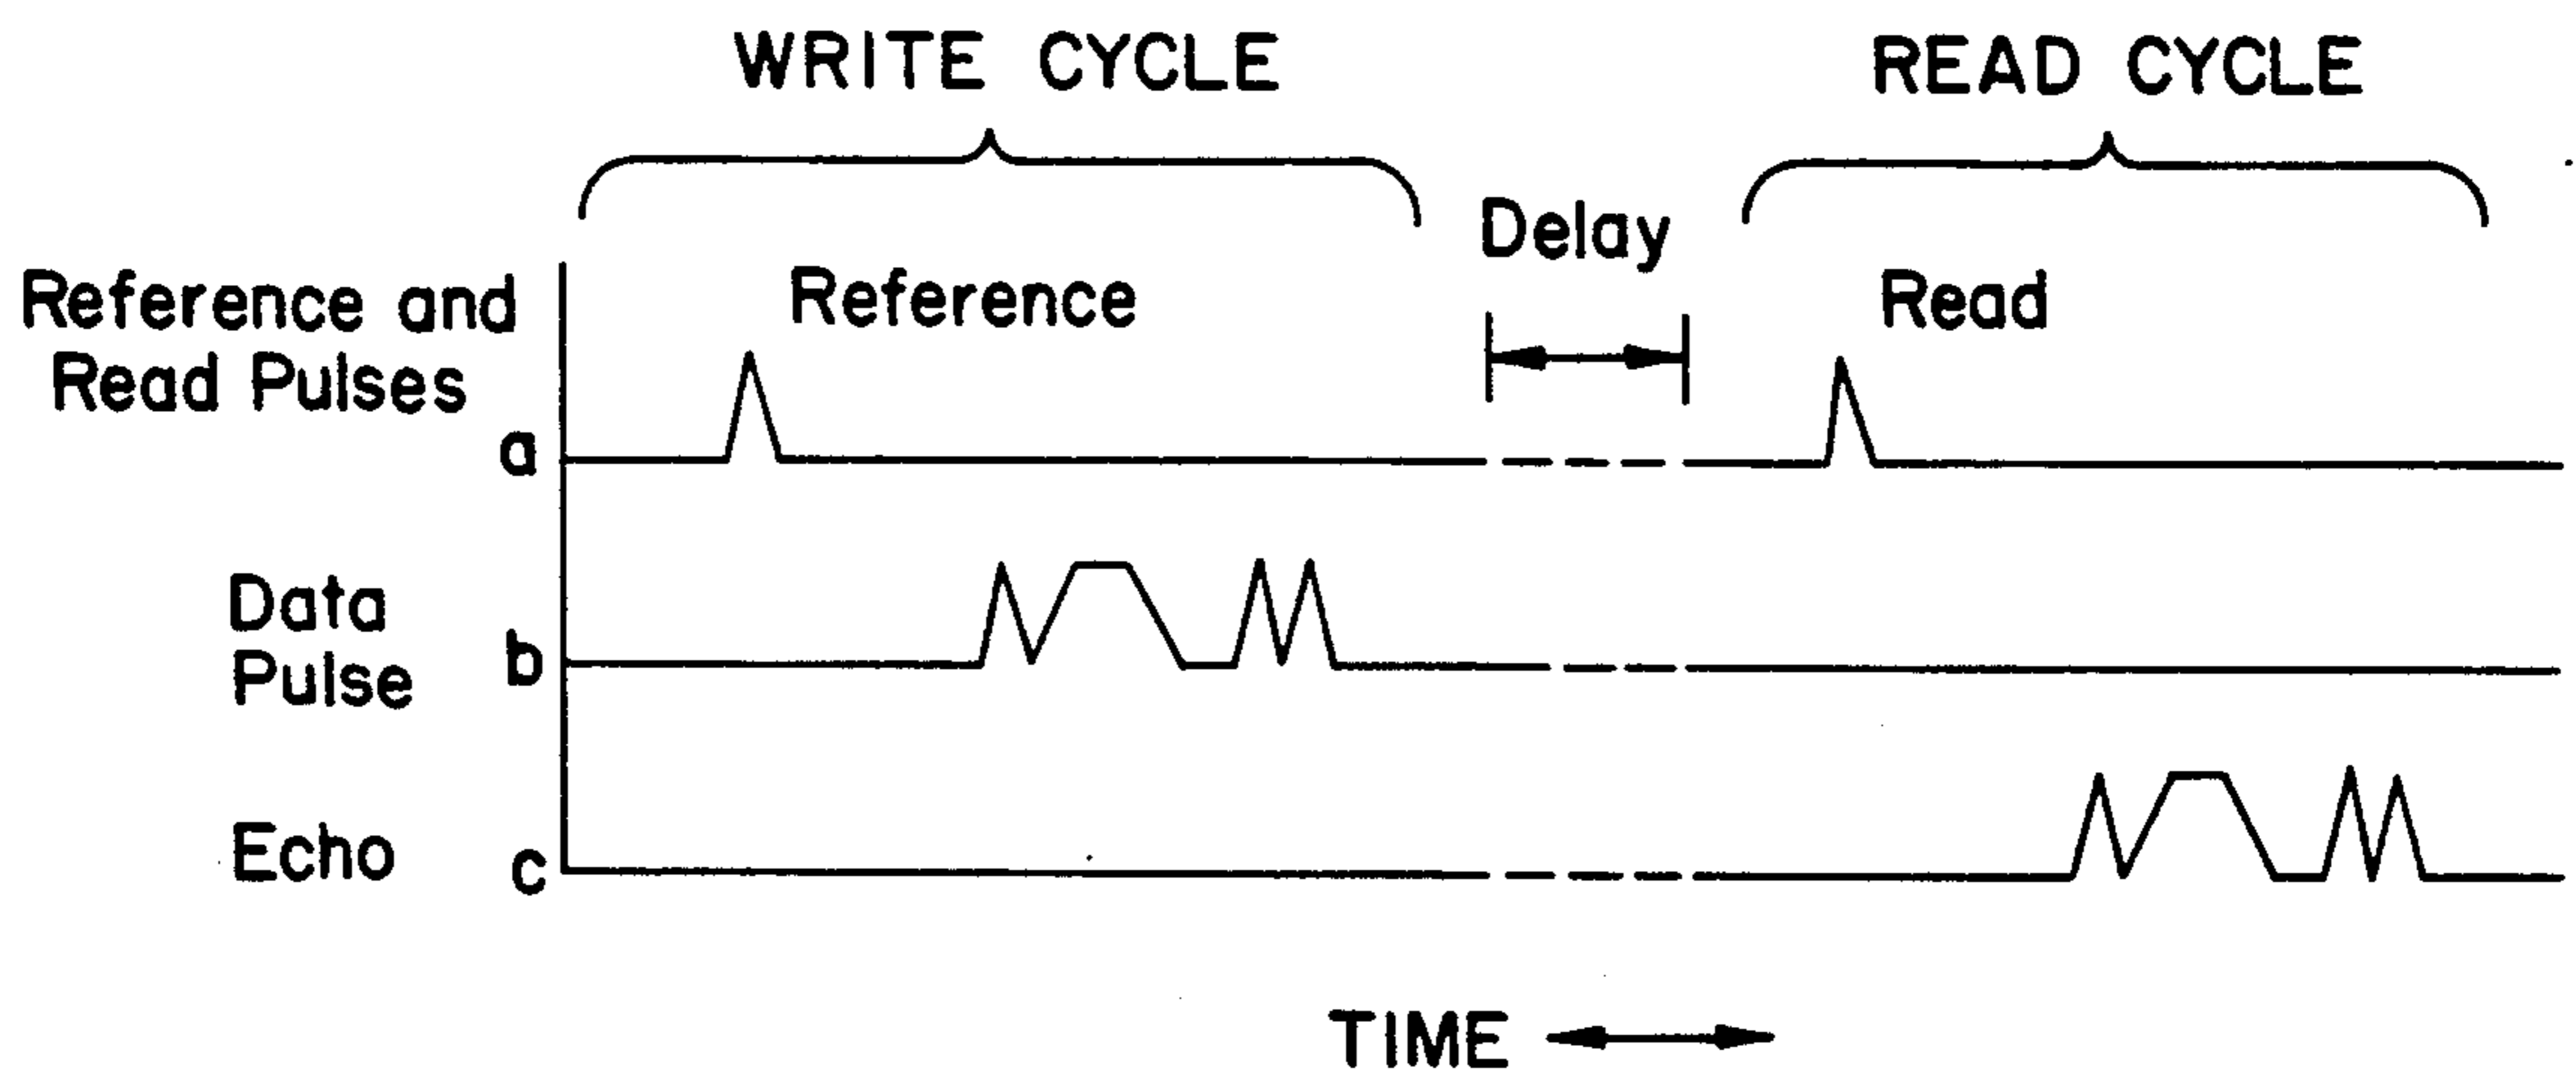 WRITE CYCLE
READ CYCLE
Delay
Reference and
Read Pulses
Reference
Read
a
Data
Pulse
b
Echo
c
TIME